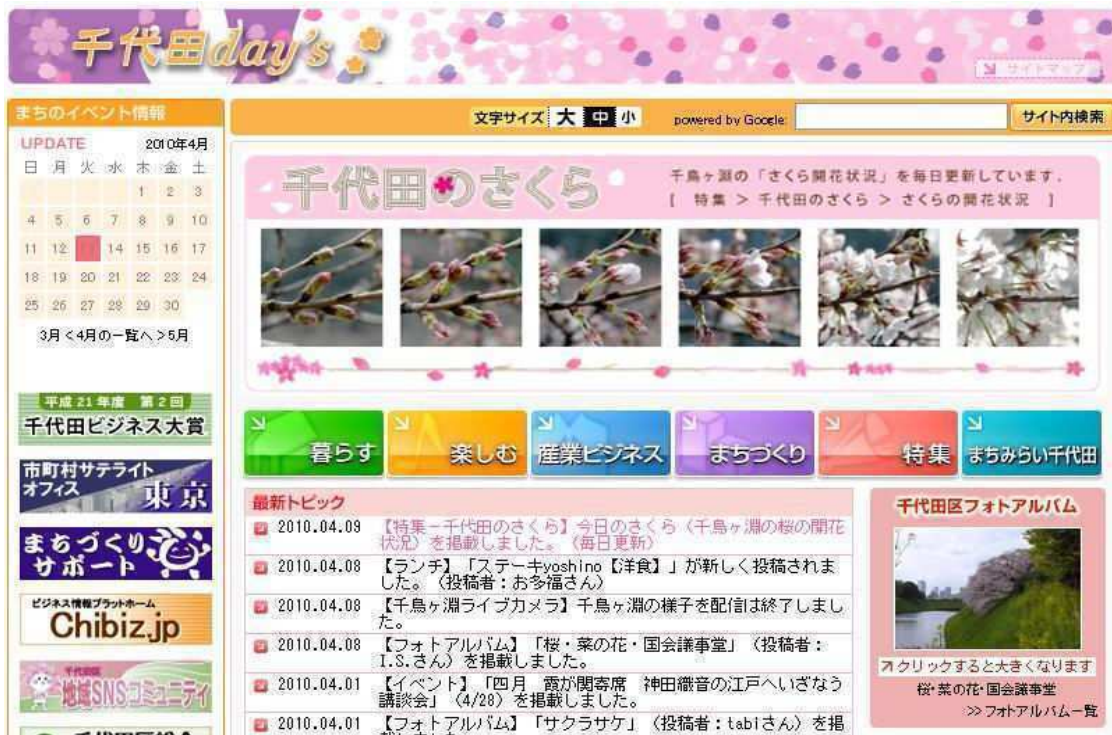 千代田day's
サイトマップ
まちのイベント情報
UPDATE 2010年4月
日 月 火 水 木 金 土
1 2 3
4 5 6 7 8 9 10
11 12 13 14 15 16 17
18 19 20 21 22 23 24
25 26 27 28 29 30
3月<4月の一覧へ>5月
平成21年度 第2回
千代田ビジネス大賞
市町村サテライト
オフィス 東京
まちづくり
サポート
ビジネス情報プラットホーム
Chibiz.jp
千代田区
地域SNSコミュニティ
文字サイズ 大 中 小 powered by Google: サイト内検索
千代田のさくら
千鳥ヶ淵の「さくら開花状況」を毎日更新しています.
[ 特集 > 千代田のさくら > さくらの開花状況 ]
暮らす 楽しむ 産業ビジネス まちづくり 特集 まちみらい千代田
最新トピック
2010.04.09 【特集-千代田のさくら】今日のさくら（千鳥ヶ淵の桜の開花
状況）を掲載しました。（毎日更新）
2010.04.08 【ランチ】「ステーキyoshino【洋食】」が新しく投稿されま
した。（投稿者：お多福さん）
2010.04.08 【千鳥ヶ淵ライブカメラ】千鳥ヶ淵の様子を配信は終了しまし
た。
2010.04.08 【フォトアルバム】「桜・菜の花・国会議事堂」（投稿者：
I.S.さん）を掲載しました。
2010.04.01 【イベント】「四月 霞が関寄席 神田織音の江戸へいざなう
講談会」（4/28）を掲載しました。
2010.04.01 【フォトアルバム】「サクラサケ」（投稿者：tabiさん）を掲
千代田区フォトアルバム
クリックすると大きくなります
桜・菜の花・国会議事堂
>>フォトアルバム一覧